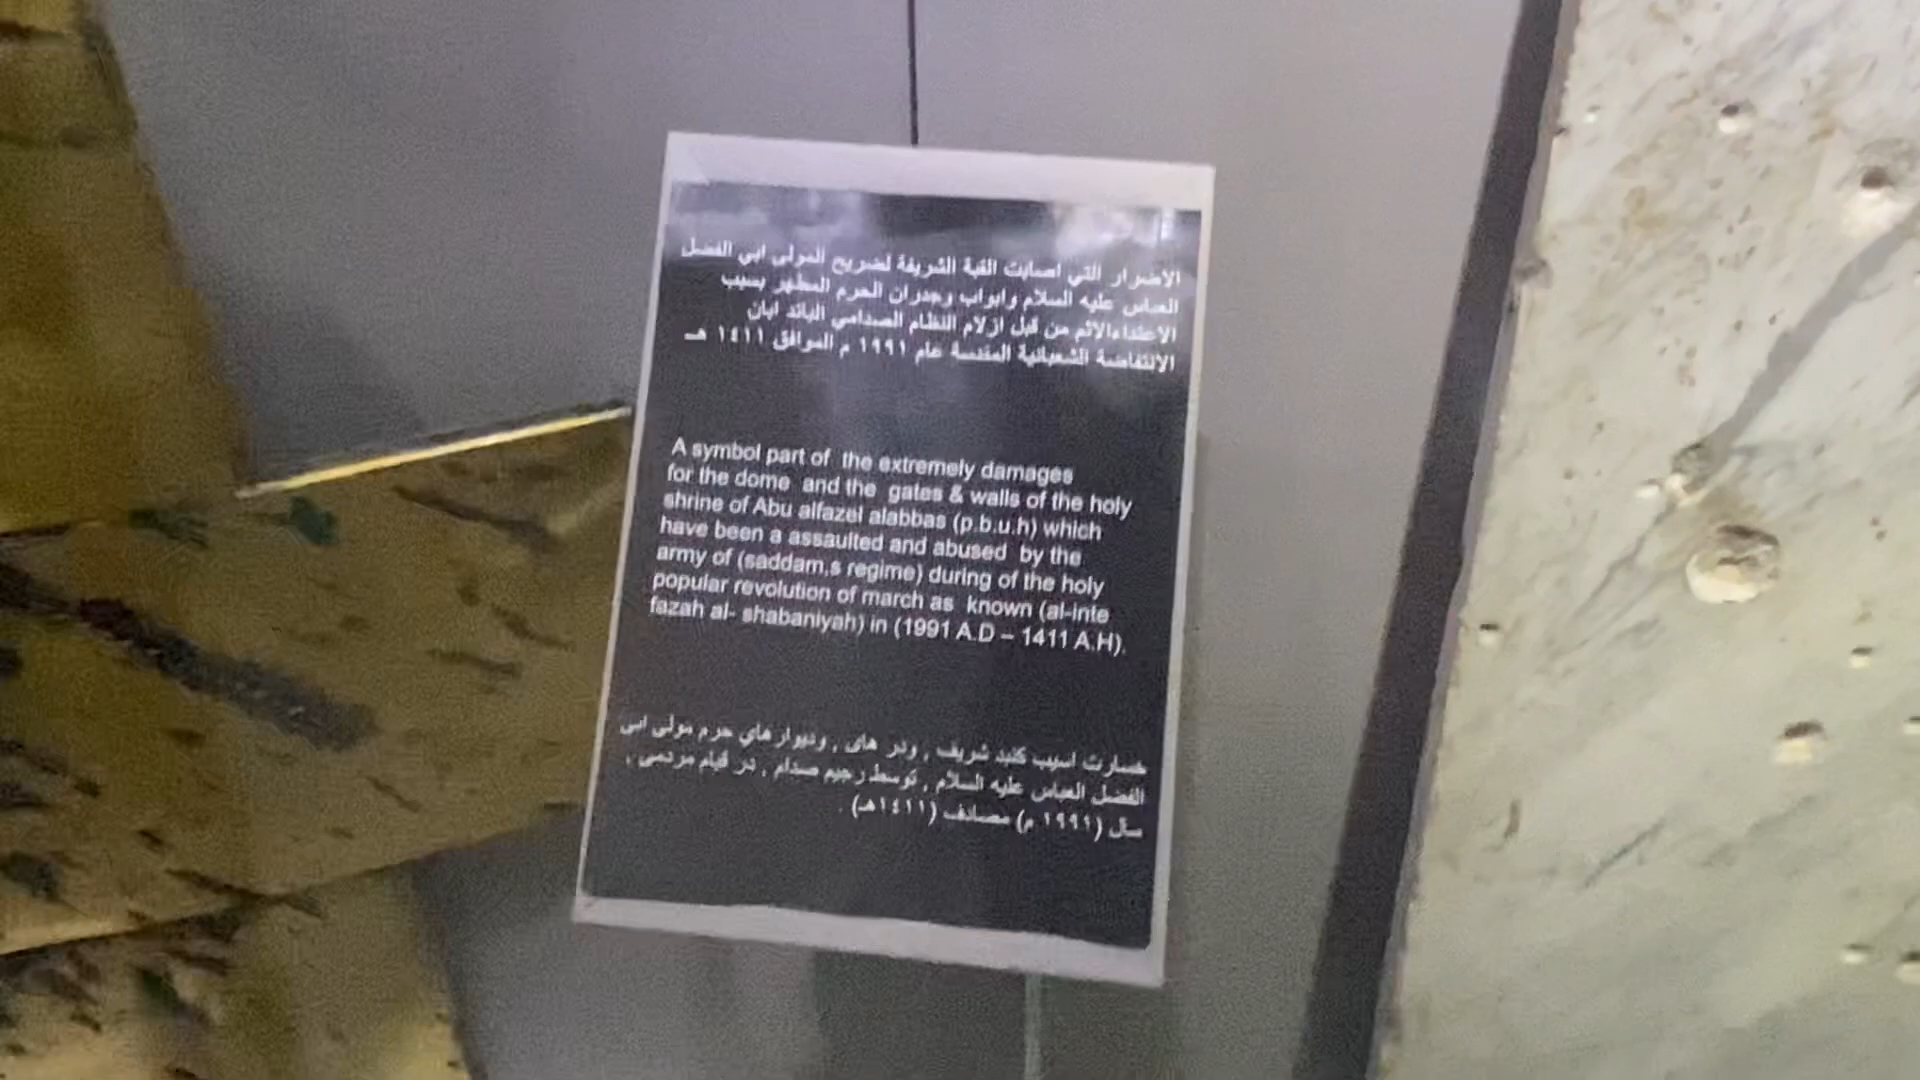 الاضرار التي اصابت القبة الشريفة لضريح المولى ابي الفضل
العباس عليه السلام وابواب وجدران الحرم المطهر بسبب
الاعتداءالاثم من قبل ازلام النظام الصدامي البائد ابان
الانتفاضة الشعبانية المقدسة عام ١٩٩١ م الموافق ١٤١١ هـ
A symbol part of the extremely damages
for the dome and the gates & walls of the holy
shrine of Abu alfazel alabbas (p.b.u.h) which
have been a assaulted and abused by the
army of (saddam,s regime) during of the holy
popular revolution of march as known (al-inte
fazah al- shabaniyah) in (1991 A.D – 1411 A.H).
خسارت اسیب کنبد شریف , ودر های , ودیوار هاي حرم مولى ابی
الفضل العباس علیه السلام , توسط رجیم صدام , در قیام مردمی ,
سال (١٩٩١ م) مصادف (١٤١١هـ) .